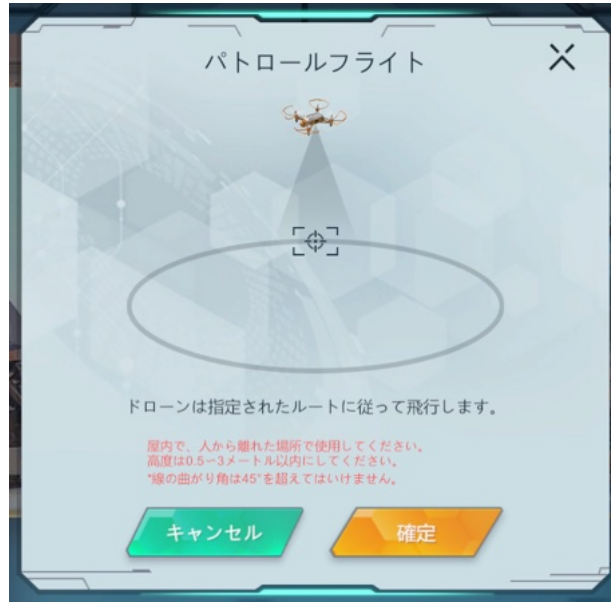 パトロールフライト
ドローンは指定されたルートに従って飛行します。
屋内で、人から離れた場所で使用してください。
高度は0.5~3メートル以内にしてください。
*線の曲がり角は45°を超えてはいけません。
キャンセル
確定